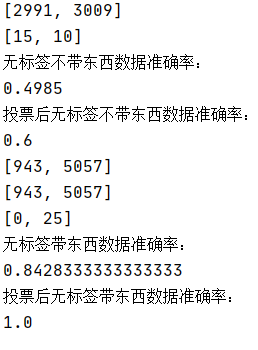 [2991, 3009]
[15, 10]
无标签不带东西数据准确率:
0.4985
投票后无标签不带东西数据准确率:
0.6
[943, 5057]
[943, 5057]
[0, 25]
无标签带东西数据准确率:
0.8428333333333333
投票后无标签带东西数据准确率:
1.0